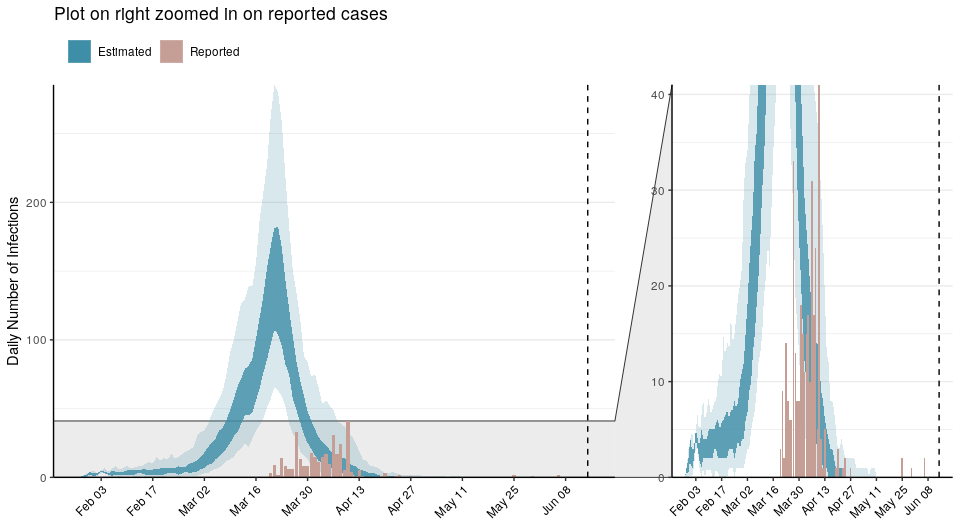 Plot on right zoomed in on reported cases
Estimated Reported
Daily Number of Infections
200
100
0
Feb 03 Feb 17 Mar 02 Mar 16 Mar 30 Apr 13 Apr 27 May 11 May 25 Jun 08
40
30
20
10
0
Feb 03 Feb 17 Mar 02 Mar 16 Mar 30 Apr 13 Apr 27 May 11 May 25 Jun 08